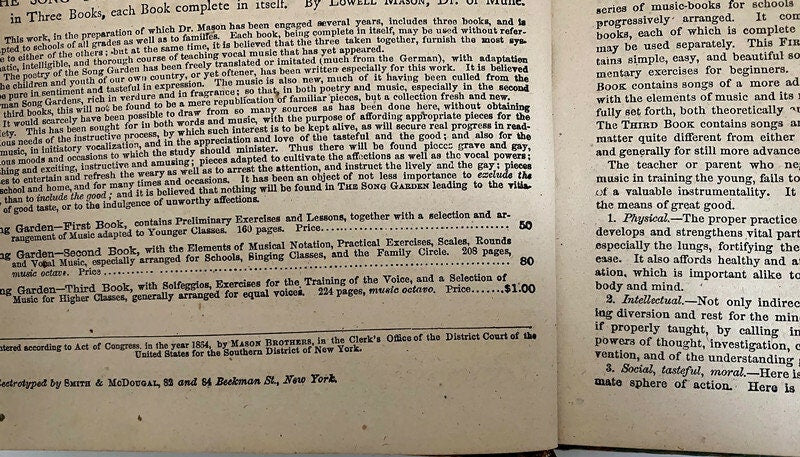 in Three Books, each Book complete in itself. By LOWELL MASON, Dr. of Music.
This work, in the preparation of which Dr. Mason has been engaged several years, includes three books, and is
pted to schools of all grades as well as to families. Each book, being complete in itself, may be used without refer-
ce to either of the others; but at the same time, it is believed that the three taken together, furnish the most sys-
atic, intelligible, and thorough course of teaching vocal music that has yet appeared.
The poetry of the Song Garden has been freely translated or imitated (much from the German), with adaptation
he children and youth of our own country, or yet oftener, has been written especially for this work. It is believed
be pure in sentiment and tasteful in expression. The music is also new, much of it having been culled from the
man Song Gardens, rich in verdure and in fragrance; so that, in both poetry and music, especially in the second
third books, this will not be found to be a mere republication of familiar pieces, but a collection fresh and new.
It would scarcely have been possible to draw from so many sources as has been done here, without obtaining
iety. This has been sought for in both words and music, with the purpose of affording appropriate pieces for the
ious needs of the instructive process, by which such interest is to be kept alive, as will secure real progress in read-
music, in initiatory vocalization, and in the appreciation and love of the tasteful and the good; and also for the
ious moods and occasions to which the study should minister. Thus there will be found pieces grave and gay,
hing and exciting, instructive and amusing; pieces adapted to cultivate the affections as well as the vocal powers;
es to entertain and refresh the weary as well as to arrest the attention, and instruct the lively and the gay; pieces
school and home, and for many times and occasions. It has been an object of not less importance to exclude the
, than to include the good; and it is believed that nothing will be found in THE SONG GARDEN leading to the vitia-
of good taste, or to the indulgence of unworthy affections.
ng Garden—First Book, contains Preliminary Exercises and Lessons, together with a selection and ar-
rangement of Music adapted to Younger Classes. 160 pages. Price.......... 50
ng Garden—Second Book, with the Elements of Musical Notation, Practical Exercises, Scales, Rounds
and Vocal Music, especially arranged for Schools, Singing Classes, and the Family Circle. 208 pages,
music octavo. Price .......... 80
ng Garden—Third Book, with Solfeggios, Exercises for the Training of the Voice, and a Selection of
Music for Higher Classes, generally arranged for equal voices. 224 pages, music octavo. Price.......$1.00
ntered according to Act of Congress, in the year 1864, by MASON BROTHERS, in the Clerk's Office of the District Court of the
United States for the Southern District of New York.
lectrotyped by SMITH & McDOUGAL, 82 and 84 Beekman St., New York.
series of music-books for schools
progressively arranged. It com
books, each of which is complete
may be used separately. This FIR
tains simple, easy, and beautiful so
mentary exercises for beginners.
BOOK contains songs of a more ad
with the elements of music and its n
fully set forth, both theoretically
The THIRD BOOK contains songs an
matter quite different from either
and generally for still more advance
The teacher or parent who ne
music in training the young, fails to
of a valuable instrumentality. It
the means of great good.
1. Physical.—The proper practice
develops and strengthens vital part
especially the lungs, fortifying the
ease. It also affords healthy and a
ation, which is important alike to
body and mind.
2. Intellectual.—Not only indirec
ing diversion and rest for the mind
if properly taught, by calling in
powers of thought, investigation, c
vention, and of the understanding g
3. Social, tasteful, moral.—Here is
mate sphere of action. Here is